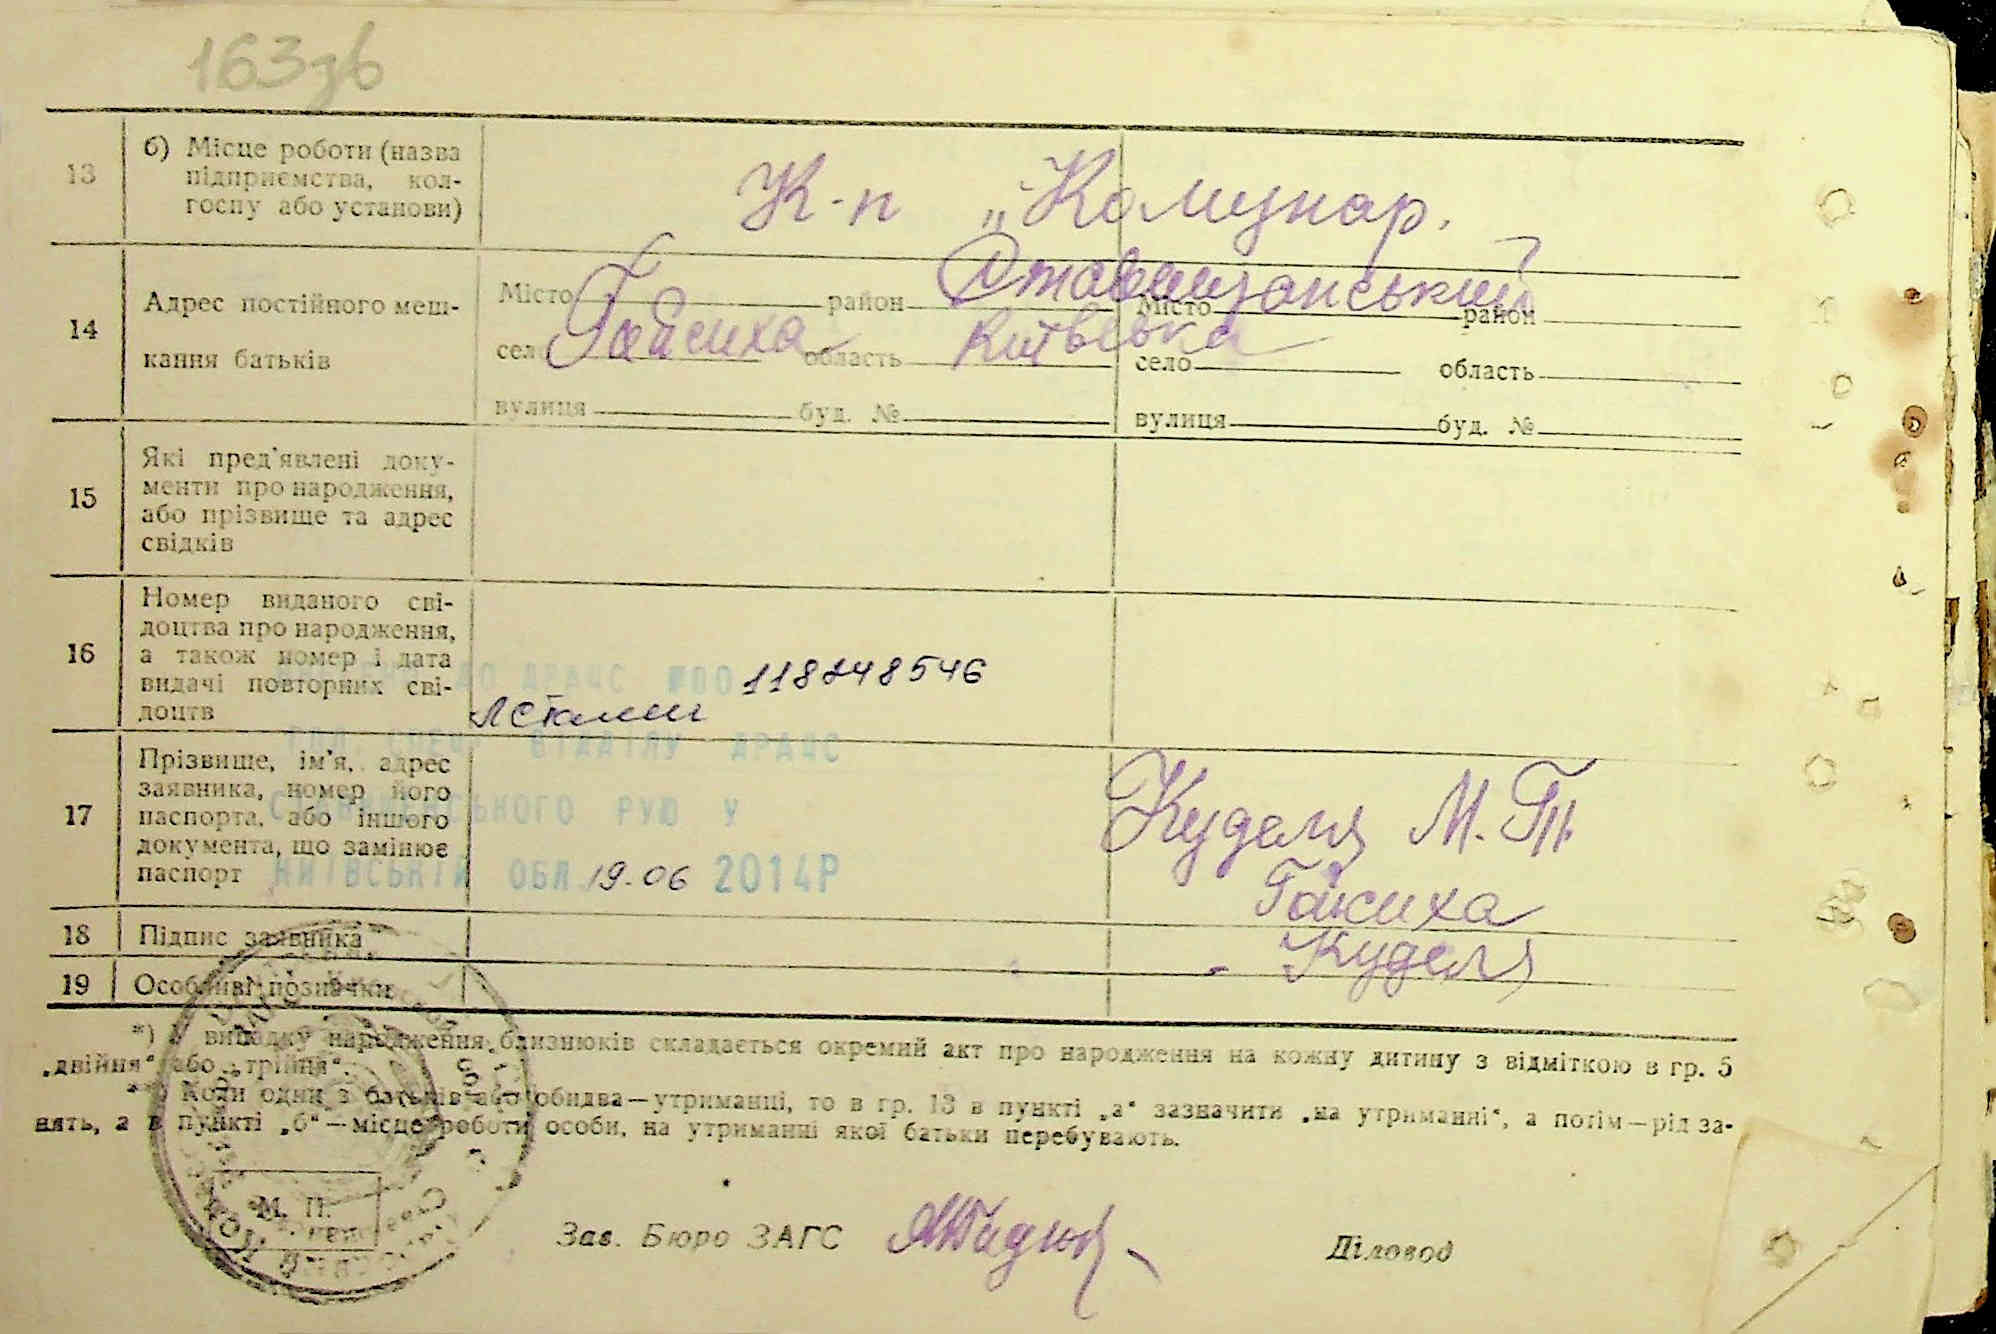 163зв
13 б) Місце роботи (назва
підприємства, кол-
госпу або установи)
К-п „Комунар.
14 Адрес постійного меш-
кання батьків
Місто район Ставищанський
село Гайсиха область Київська
вулиця буд. №
Місто район
село область
вулиця буд. №
15 Які пред'явлені доку-
менти про народження,
або прізвище та адрес
свідків
16 Номер виданого сві-
доцтва про народження,
а також номер і дата
видачі повторних сві-
доцтв
ДРАЦС №00 118248546
ВІДДІЛУ ДРАЦС
17 Прізвище, ім'я, адрес
заявника, номер його
паспорта, або іншого
документа, що замінює
паспорт
РУЮ У
КИЇВСЬКІЙ ОБЛ. 19.06 2014Р
Куделя М. Т.
Гайсиха
18 Підпис заявника
Куделя
19 Особливі позначки
*) В випадку народження близнюків складається окремий акт про народження на кожну дитину з відміткою в гр. 5
„двійня“ або „трійня“.
**) Коли один з батьків або обидва—утриманці, то в гр. 13 в пункті „а“ зазначити „на утриманні“, а потім—рід за-
нять, а в пункті „б“—місце роботи особи, на утриманні якої батьки перебувають.
М. П.
Зав. Бюро ЗАГС
Діловод